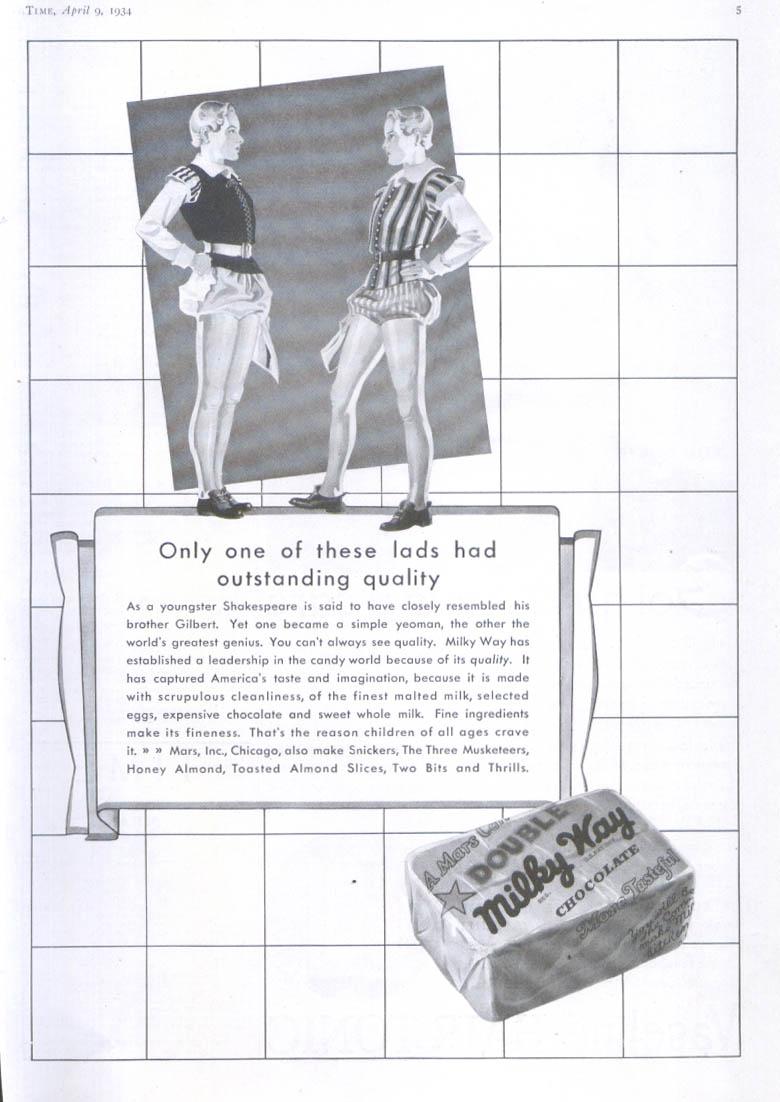 TIME, April 9, 1934
5
Only one of these lads had
outstanding quality
As a youngster Shakespeare is said to have closely resembled his
brother Gilbert. Yet one became a simple yeoman, the other the
world's greatest genius. You can't always see quality. Milky Way has
established a leadership in the candy world because of its quality. It
has captured America's taste and imagination, because it is made
with scrupulous cleanliness, of the finest malted milk, selected
eggs, expensive chocolate and sweet whole milk. Fine ingredients
make its fineness. That's the reason children of all ages crave
it. » » Mars, Inc., Chicago, also make Snickers, The Three Musketeers,
Honey Almond, Toasted Almond Slices, Two Bits and Thrills.
A Mars
DOUBLE
Milky Way
CHOCOLATE
More Tasteful